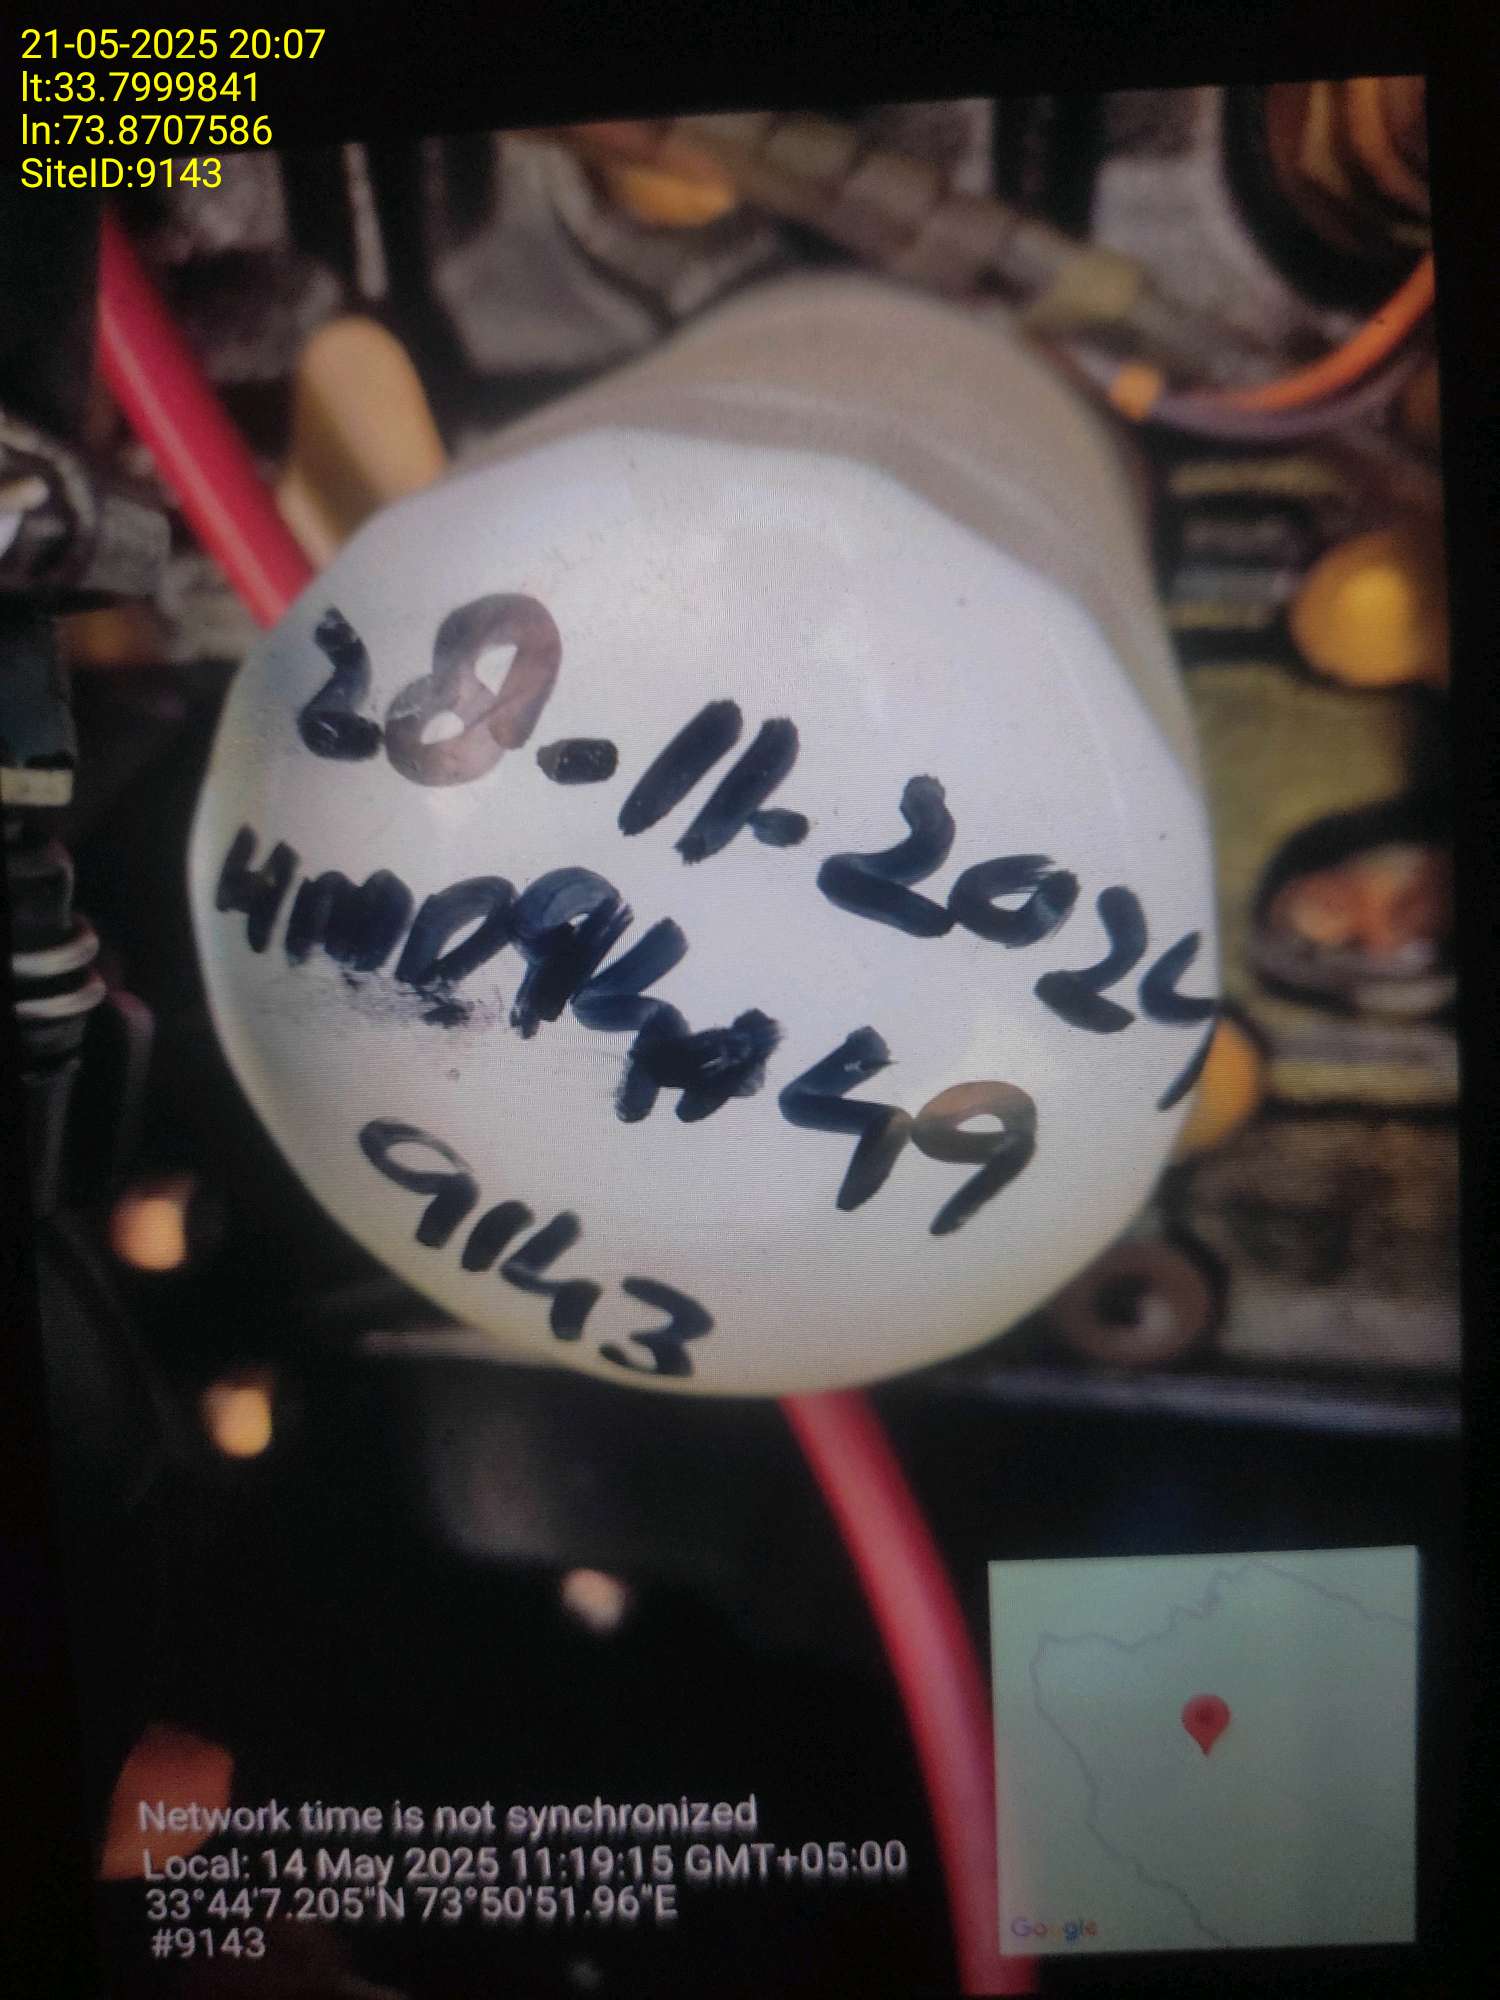 21-05-2025 20:07
lt:33.7999841
ln:73.8707586
SiteID:9143
28-11-2024
49
9143
Network time is not synchronized
Local: 14 May 2025 11:19:15 GMT+05:00
33°44'7.205"N 73°50'51.96"E
#9143
Google